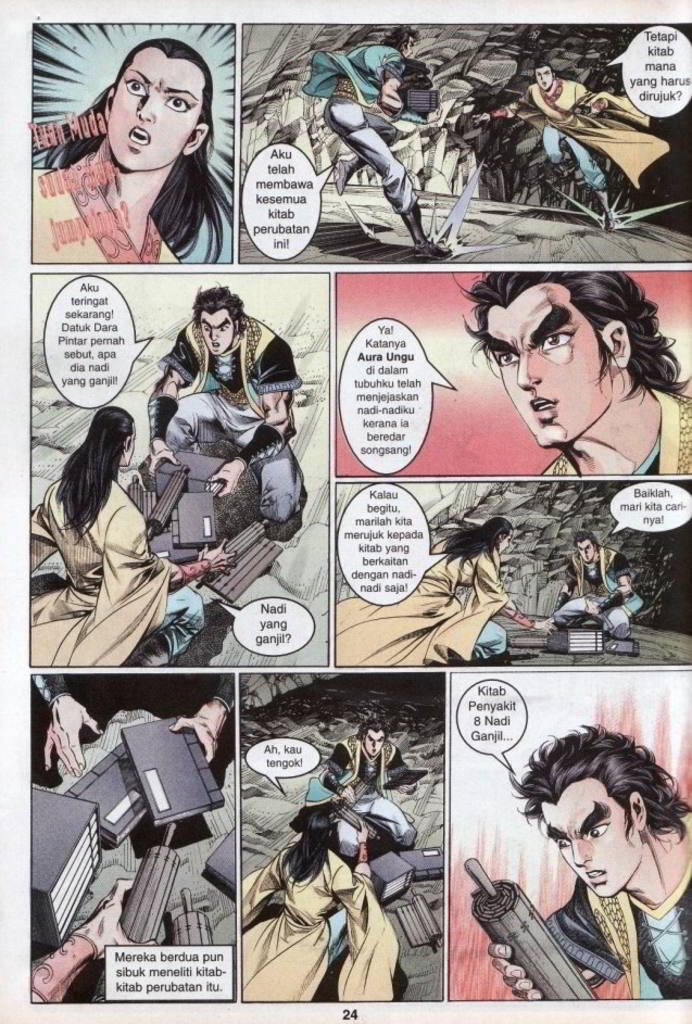 Tuan Muda
Aku
telah
membawa
kesemua
kitab
perubatan
ini!
Tetapi
kitab
mana
yang harus
dirujuk?
Aku
teringat
sekarang!
Datuk Dara
Pintar pernah
sebut, apa
dia nadi
yang ganjil!
Nadi
yang
ganjil?
Ya!
Katanya
Aura Ungu
di dalam
tubuhku telah
menjejaskan
nadi-nadiku
kerana ia
beredar
songsang!
Kalau
begitu,
marilah kita
merujuk
kitab yang
berkaitan
dengan nadi-
nadi saja!
Baiklah,
mari kita cari-
nya!
Mereka berdua pun
sibuk meneliti kitab-
kitab perubatan itu.
Ah, kau
tengok!
Kitab
Penyakit
8 Nadi
Ganjil...
24